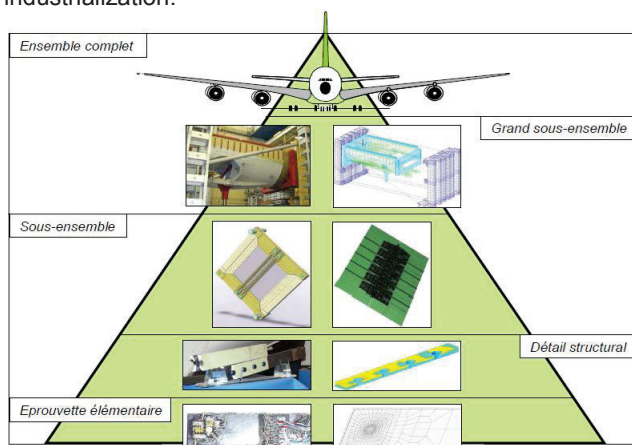 industrialization.
Ensemble complet
Grand sous-ensemble
Sous-ensemble
Détail structural
Eprouvette élémentaire